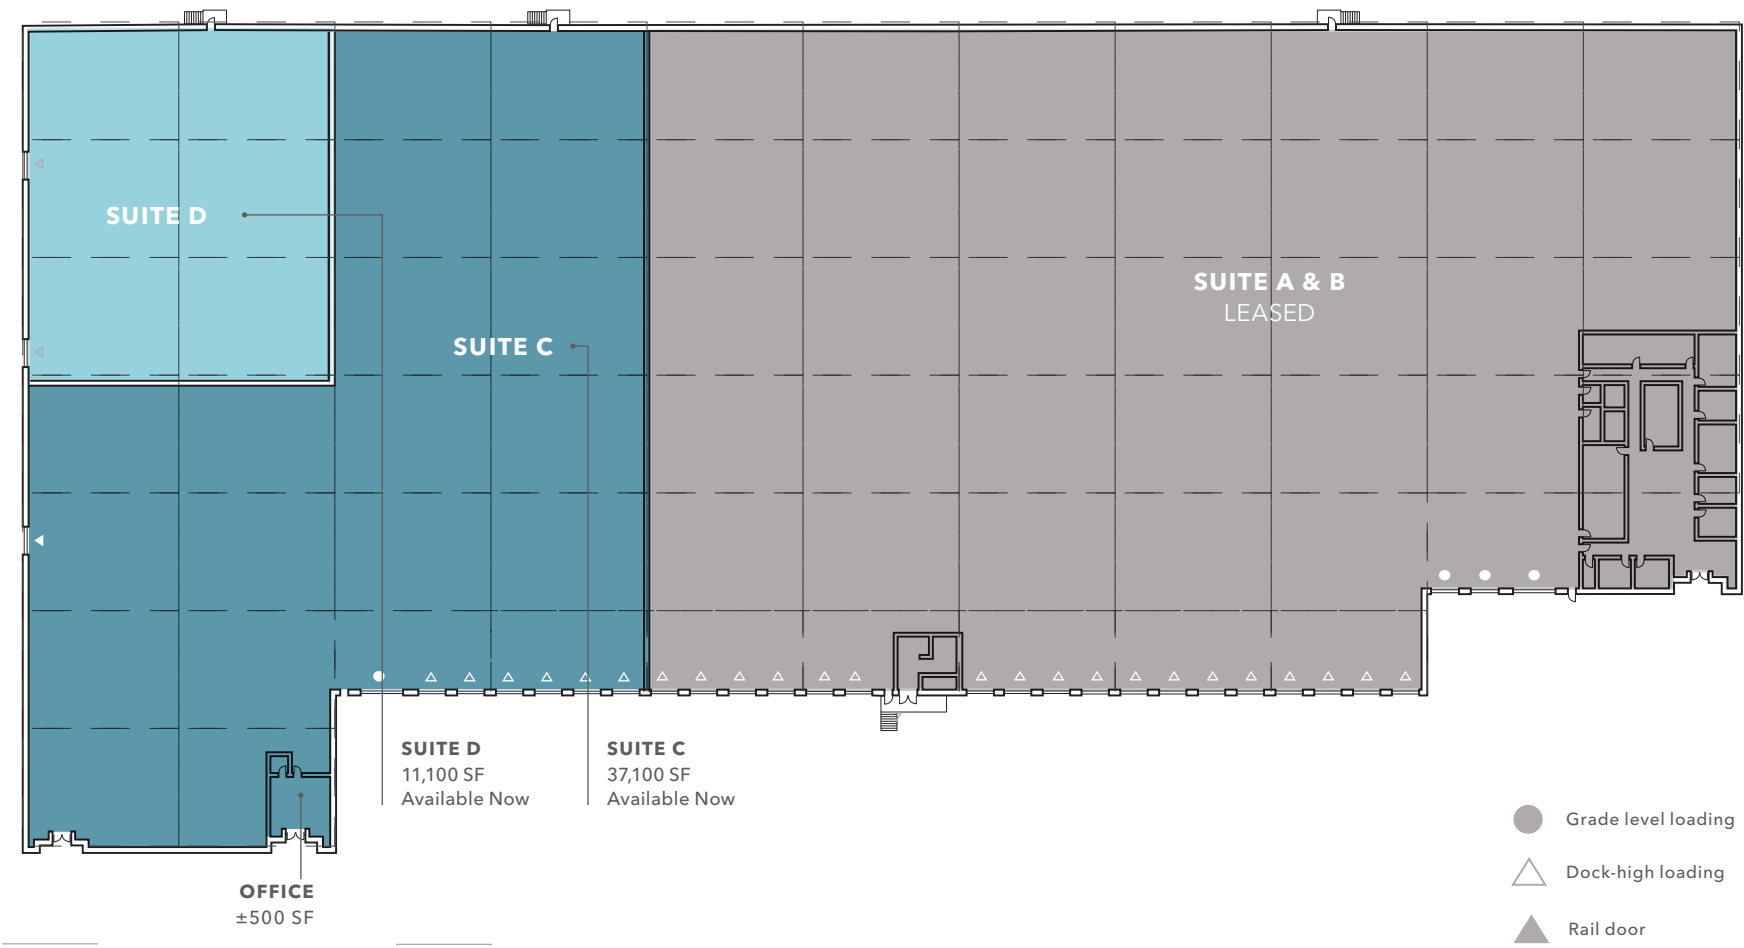 SUITE D
SUITE A & B
LEASED
SUITE C
SUITE D
11,100 SF
Available Now
SUITE C
37,100 SF
Available Now
OFFICE
±500 SF
Grade level loading
Dock-high loading
Rail door